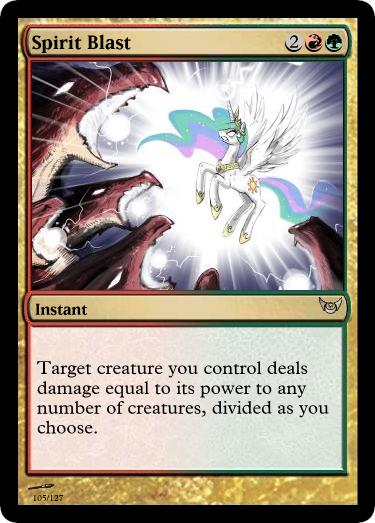 Spirit Blast 2
Instant
Target creature you control deals
damage equal to its power to any
number of creatures, divided as you
choose.
105/127